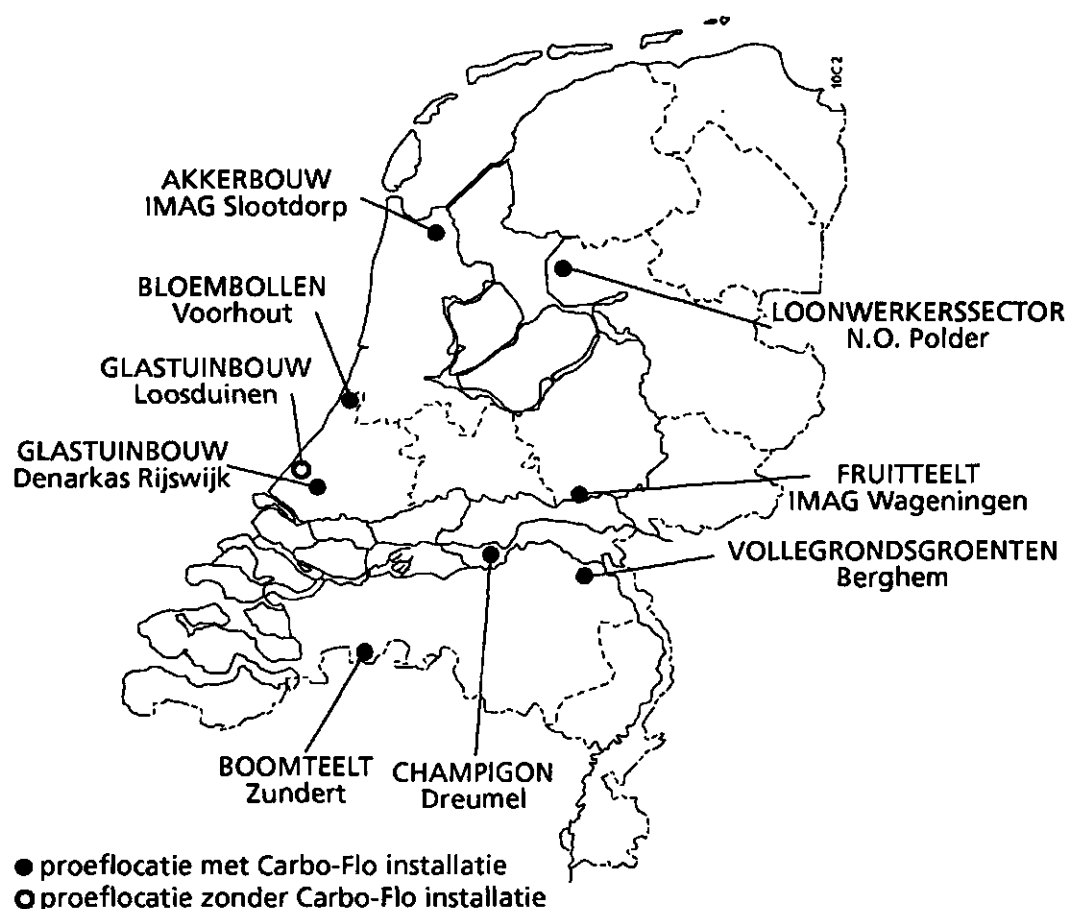 10C2
AKKERBOUW
IMAG Slootdorp
BLOEMBOLLEN
Voorhout
LOONWERKERSSECTOR
N.O. Polder
GLASTUINBOUW
Loosduinen
GLASTUINBOUW
Denarkas Rijswijk
FRUITTEELT
IMAG Wageningen
VOLLEGRONDSGROENTEN
Berghem
BOOMTEELT
Zundert
CHAMPIGON
Dreumel
proeflocatie met Carbo-Flo installatie
proeflocatie zonder Carbo-Flo installatie